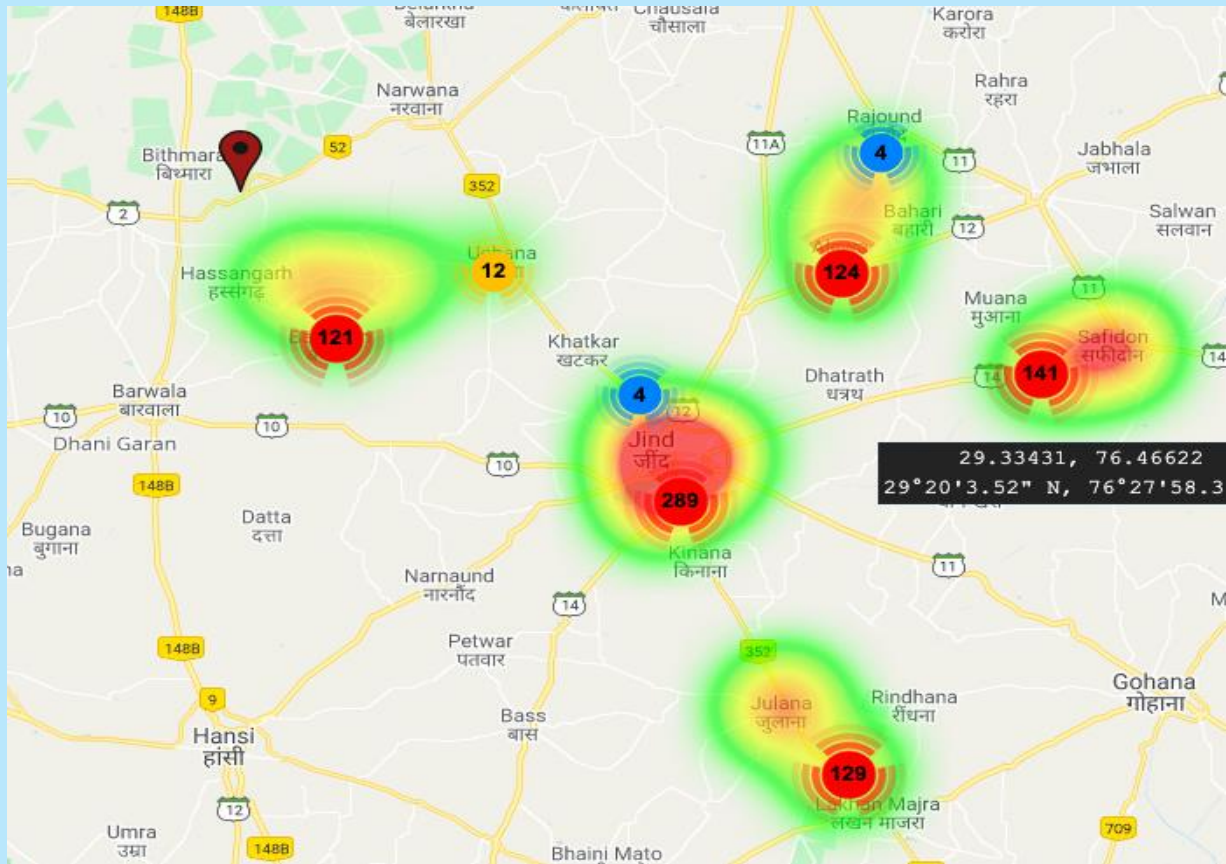 148B
बेलारखा
चौसाला
Karora
करोरा
Rahra
रहरा
Narwana
नरवाना
Rajound
4
11A
11
Jabhala
जभाला
Bithmara
बिथ्मारा
52
352
2
Bahari
बहारी
12
Salwan
सलवान
Hassangarh
हस्संगढ़
12
124
11
Muana
मुआना
121
Khatkar
खटकर
Safidon
सफीदोन
14
141
14
Dhatrath
धत्रथ
4
12
Barwala
बारवाला
10
Dhani Garan
10
Jind
जींद
10
29.33431, 76.46622
29°20'3.52" N, 76°27'58.3
148B
289
Datta
दत्ता
Bugana
बुगाना
na
Kinana
किनाना
11
Narnaund
नारनौंद
14
M
Petwar
पतवार
148B
352
Gohana
गोहाना
9
Julana
जुलाना
Rindhana
रींधना
Bass
बास
Hansi
हांसी
129
Lakhan Majra
लखन माजरा
12
709
Umra
उम्रा
148B
Bhaini Mato